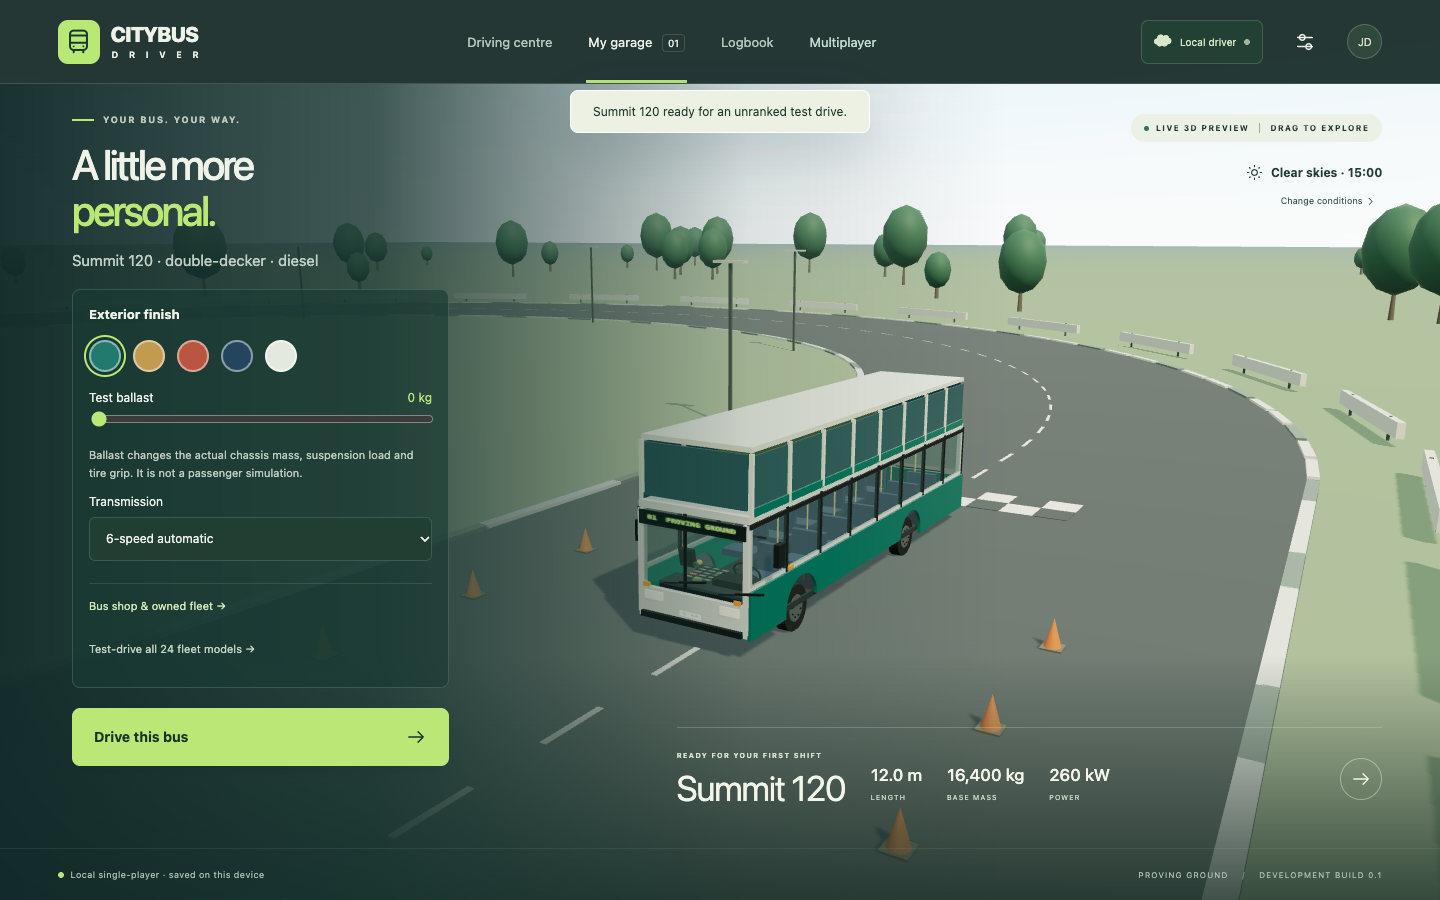 CITYBUS
DRIVER
Driving centre
My garage 01
Logbook
Multiplayer
Local driver
JD
Summit 120 ready for an unranked test drive.
YOUR BUS. YOUR WAY.
A little more
personal.
Summit 120 · double-decker · diesel
LIVE 3D PREVIEW | DRAG TO EXPLORE
Clear skies · 15:00
Change conditions
Exterior finish
Test ballast 0 kg
Ballast changes the actual chassis mass, suspension load and
tire grip. It is not a passenger simulation.
Transmission
6-speed automatic
Bus shop & owned fleet →
Test-drive all 24 fleet models →
Drive this bus →
01 PROVING GROUND
READY FOR YOUR FIRST SHIFT
Summit 120
12.0 m
LENGTH
16,400 kg
BASE MASS
260 kW
POWER
Local single-player · saved on this device
PROVING GROUND / DEVELOPMENT BUILD 0.1